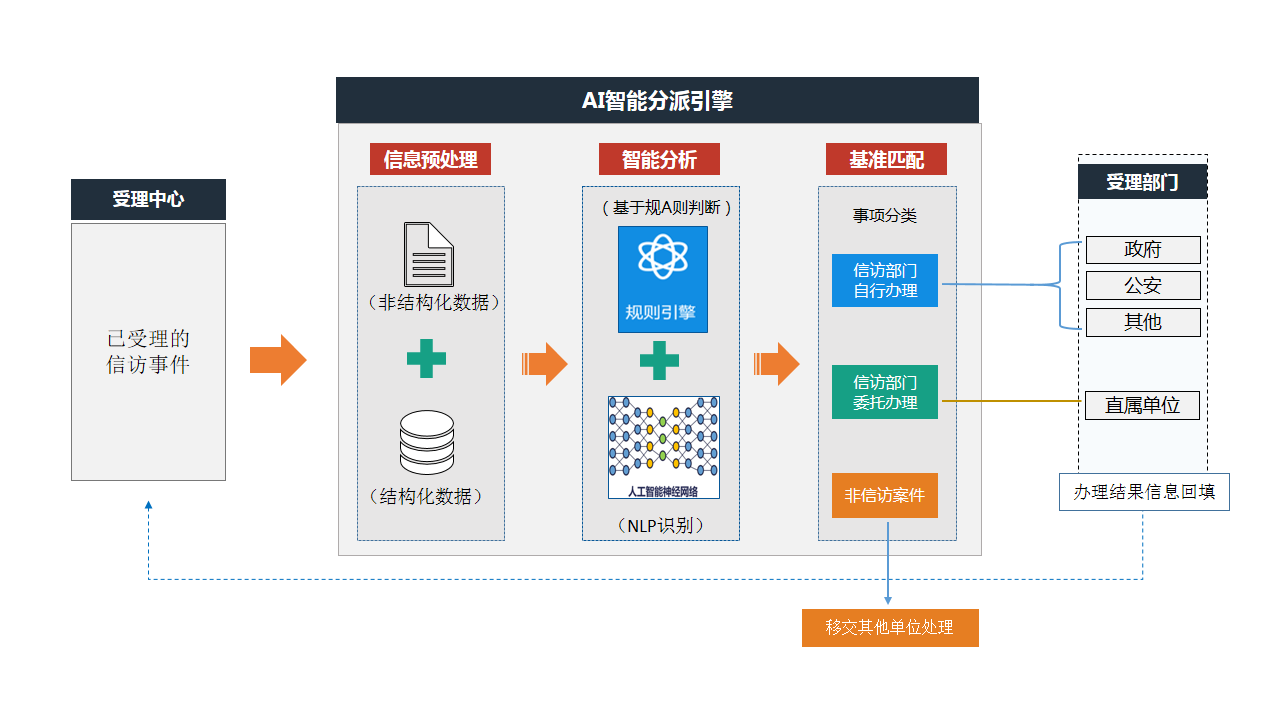 AI智能分派引擎
受理中心
已受理的
信访事件
信息预处理
（非结构化数据）
（结构化数据）
智能分析
（基于规A则判断）
规则引擎
人工智能神经网络
（NLP识别）
基准匹配
事项分类
信访部门
自行办理
信访部门
委托办理
非信访案件
移交其他单位处理
受理部门
政府
公安
其他
直属单位
办理结果信息回填